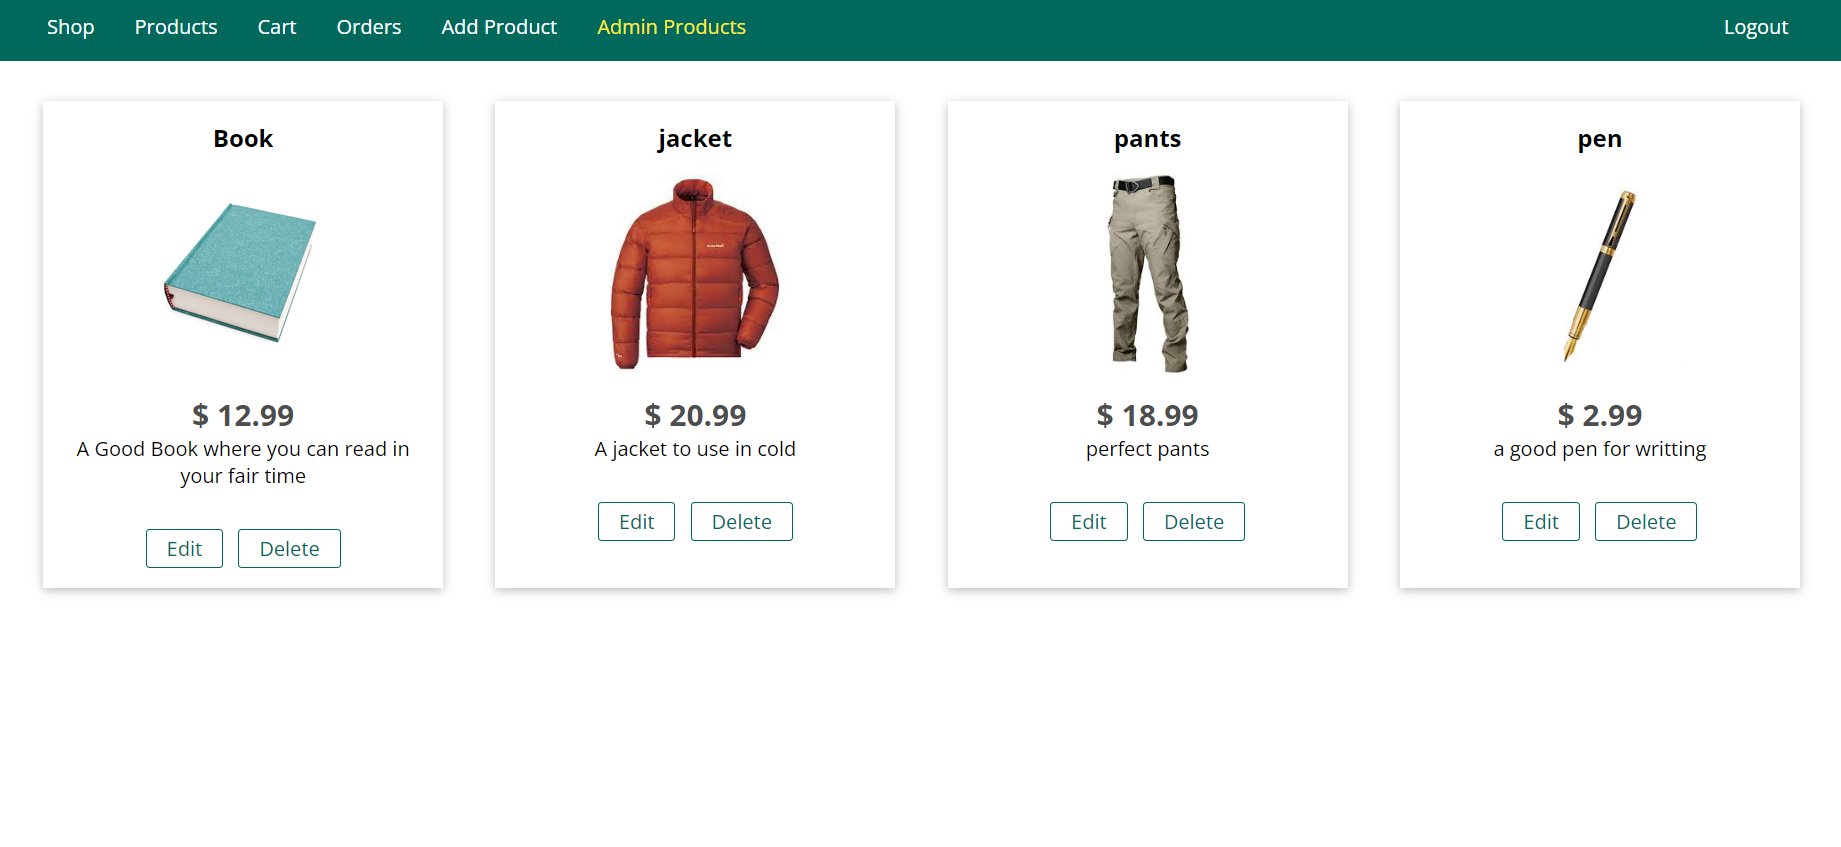 Shop Products Cart Orders Add Product Admin Products Logout
Book
$ 12.99
A Good Book where you can read in
your fair time
Edit Delete
jacket
$ 20.99
A jacket to use in cold
Edit Delete
pants
$ 18.99
perfect pants
Edit Delete
pen
$ 2.99
a good pen for writting
Edit Delete